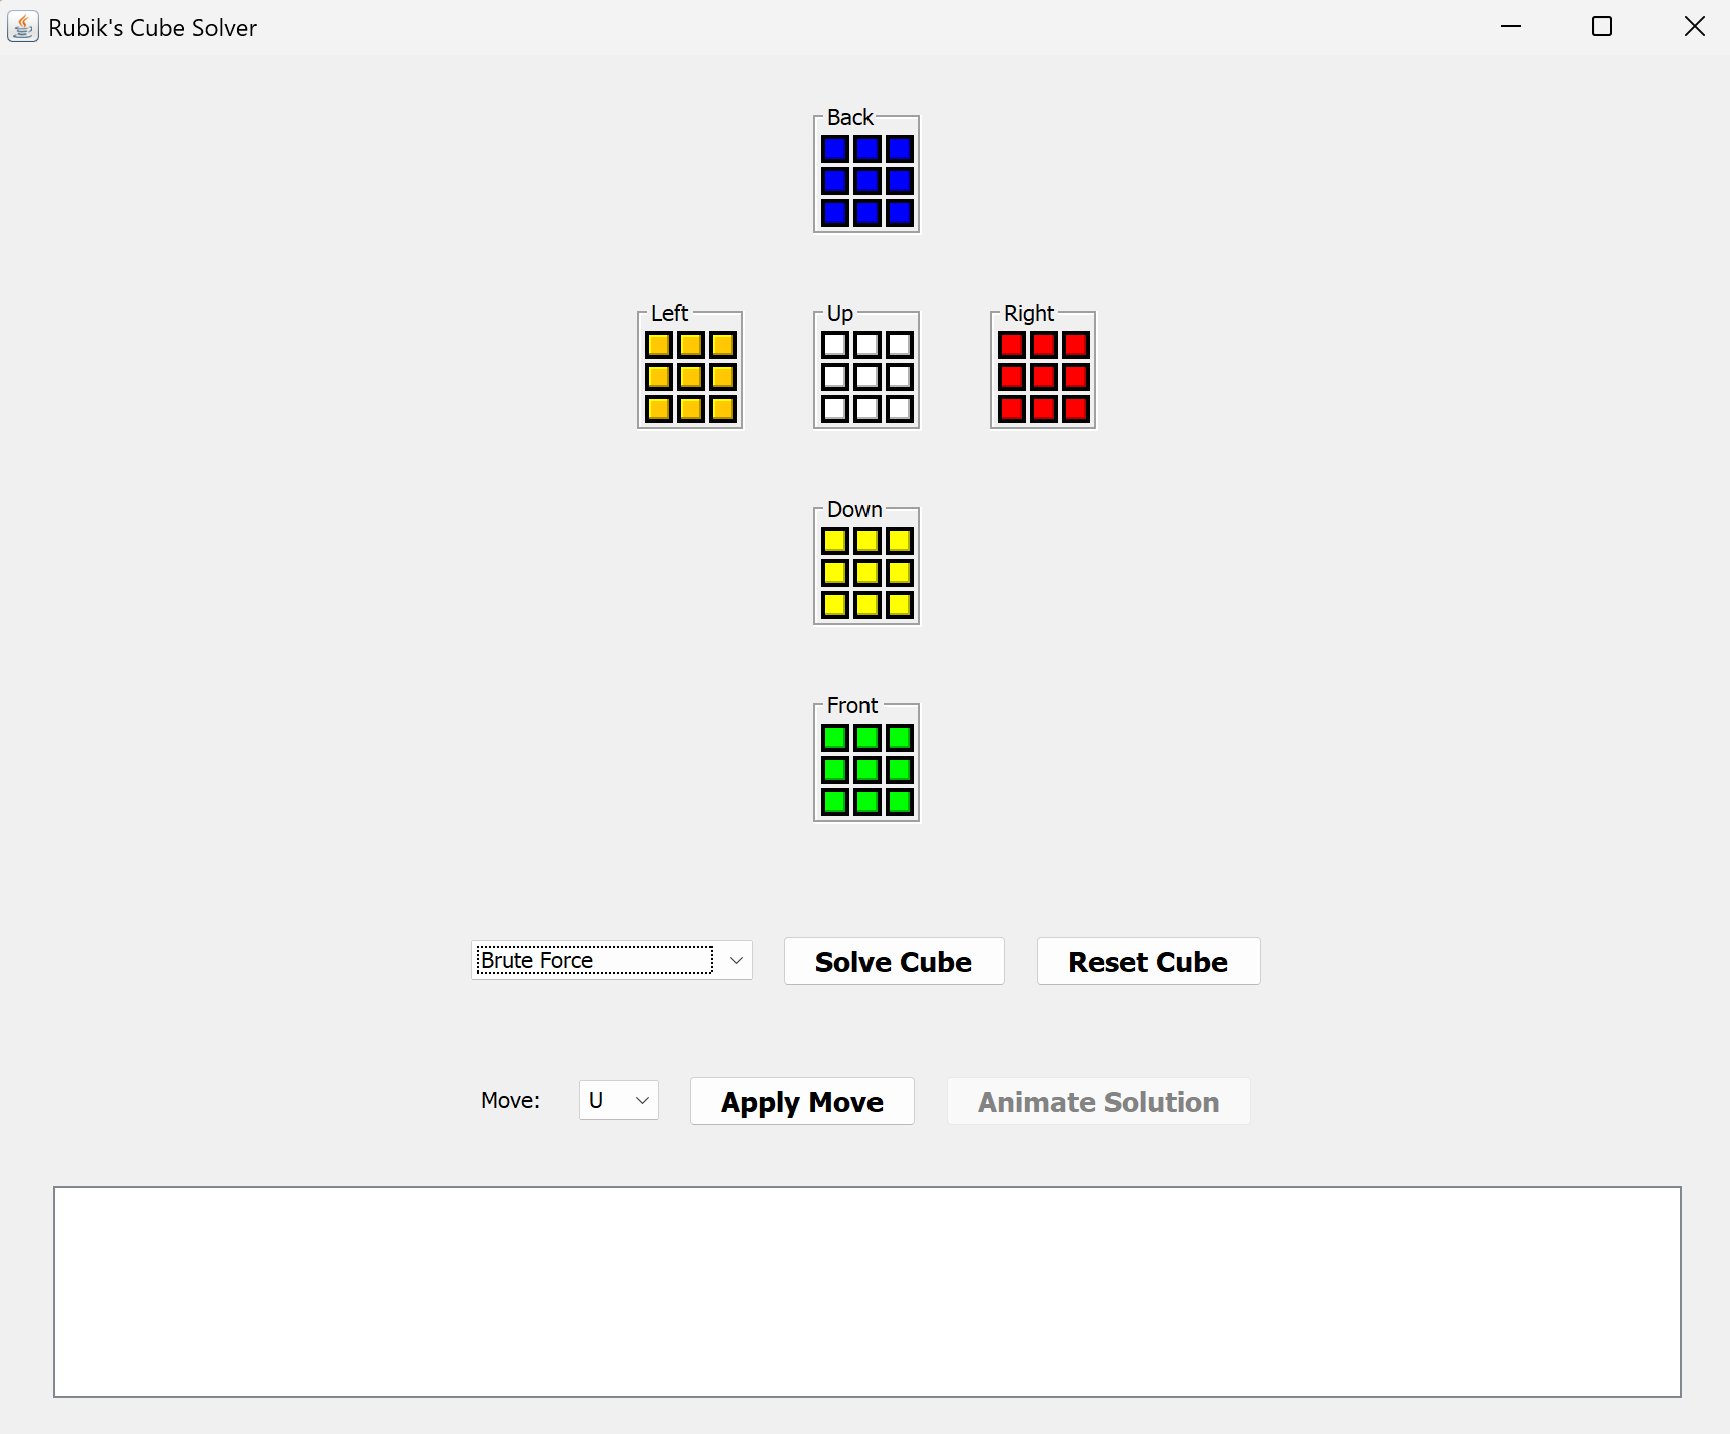 Rubik's Cube Solver
Back
Left Up Right
Down
Front
Brute Force Solve Cube Reset Cube
Move: U Apply Move Animate Solution